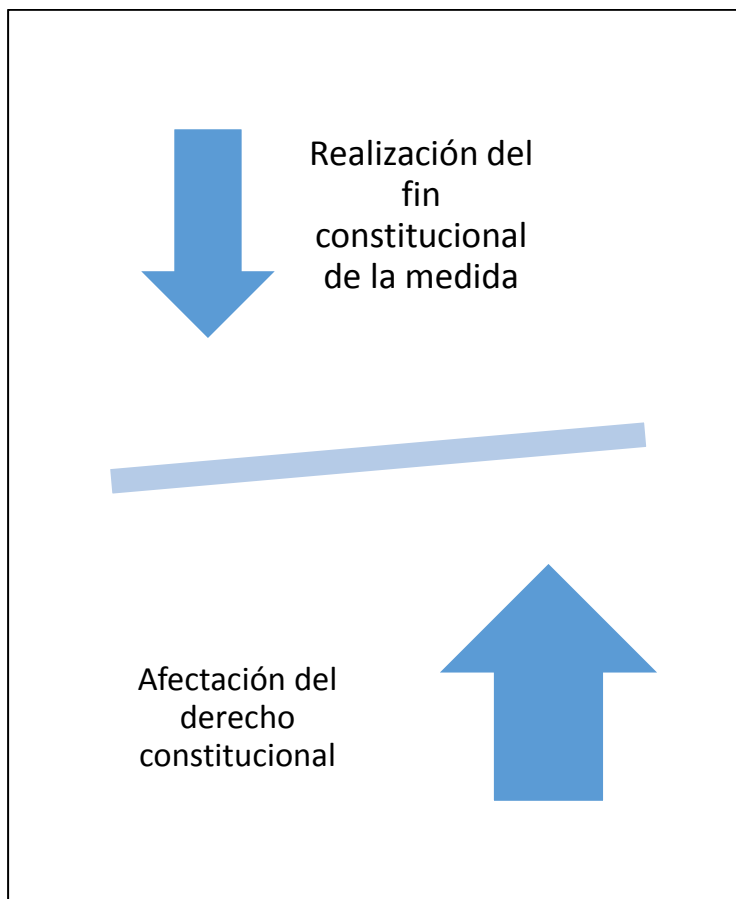 Realización del
fin
constitucional
de la medida
Afectación del
derecho
constitucional